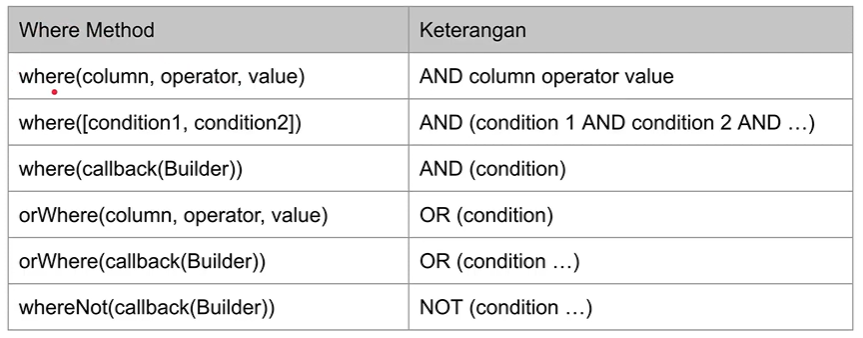 Where Method Keterangan
where(column, operator, value) AND column operator value
where([condition1, condition2]) AND (condition 1 AND condition 2 AND …)
where(callback(Builder)) AND (condition)
orWhere(column, operator, value) OR (condition)
orWhere(callback(Builder)) OR (condition …)
whereNot(callback(Builder)) NOT (condition …)